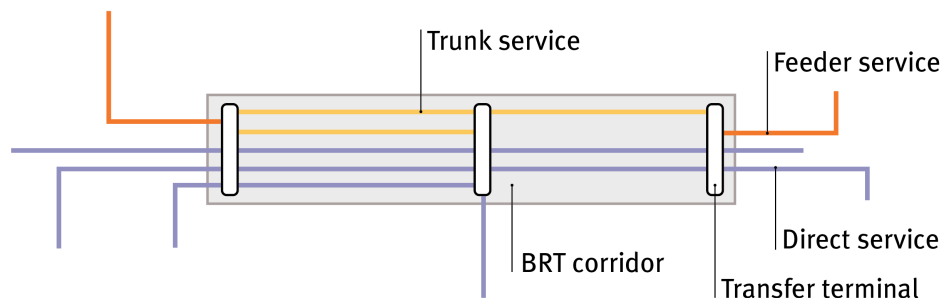 Trunk service
Feeder service
Direct service
BRT corridor
Transfer terminal